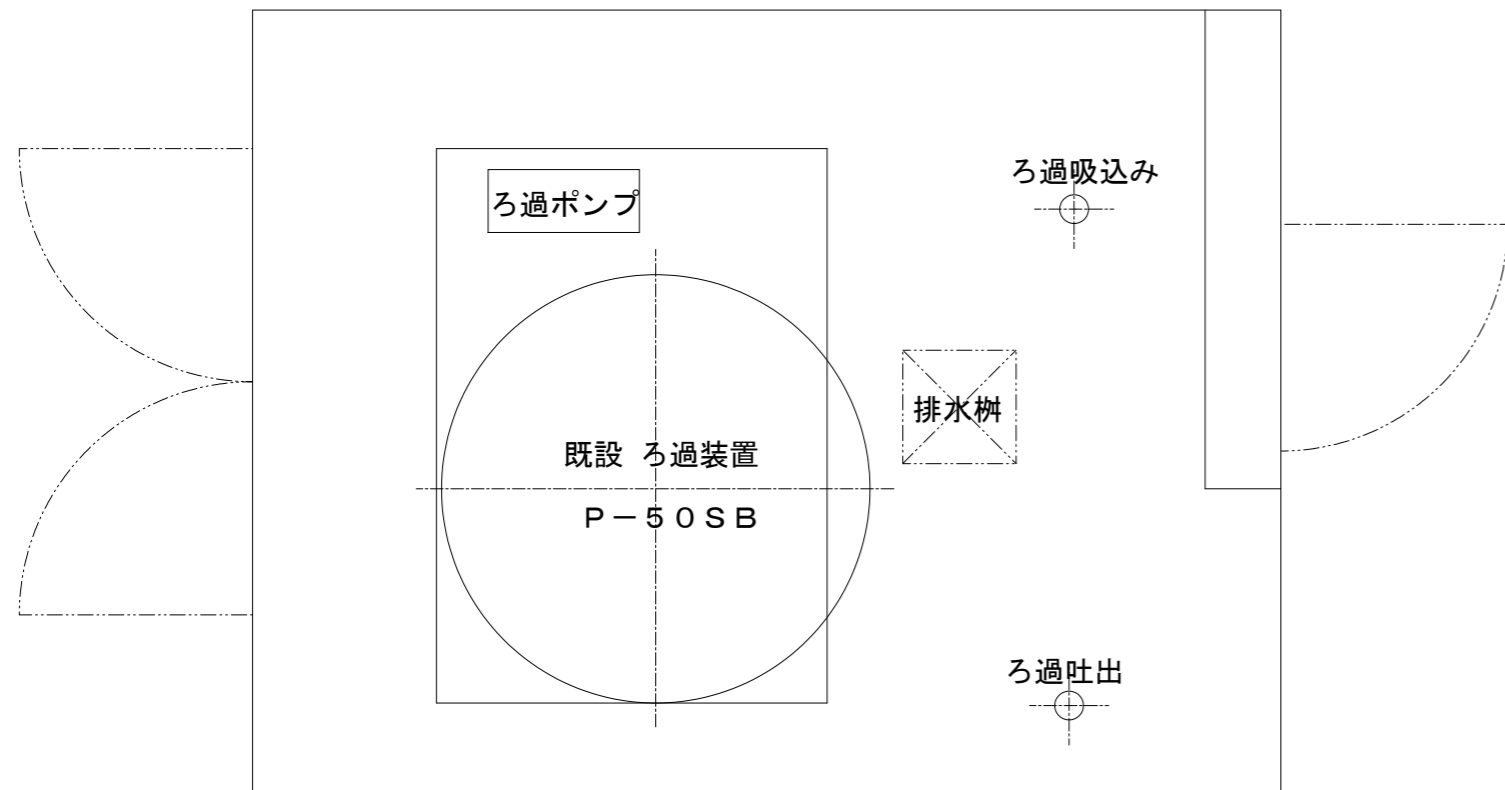 ろ過吸込み
ろ過ポンプ
排水桝
既設 ろ過装置
Ｐ－５０ＳＢ
ろ過吐出